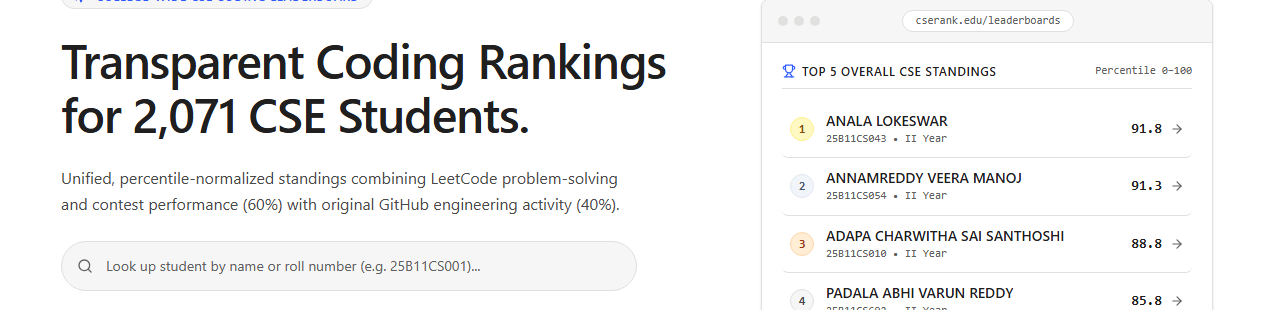 Transparent Coding Rankings
for 2,071 CSE Students.
Unified, percentile-normalized standings combining LeetCode problem-solving
and contest performance (60%) with original GitHub engineering activity (40%).
Look up student by name or roll number (e.g. 25B11CS001)...
cserank.edu/leaderboards
TOP 5 OVERALL CSE STANDINGS Percentile 0–100
1 ANALA LOKESWAR 91.8
25B11CS043 • II Year
2 ANNAMREDDY VEERA MANOJ 91.3
25B11CS054 • II Year
3 ADAPA CHARWITHA SAI SANTHOSHI 88.8
25B11CS010 • II Year
4 PADALA ABHI VARUN REDDY 85.8
II Year